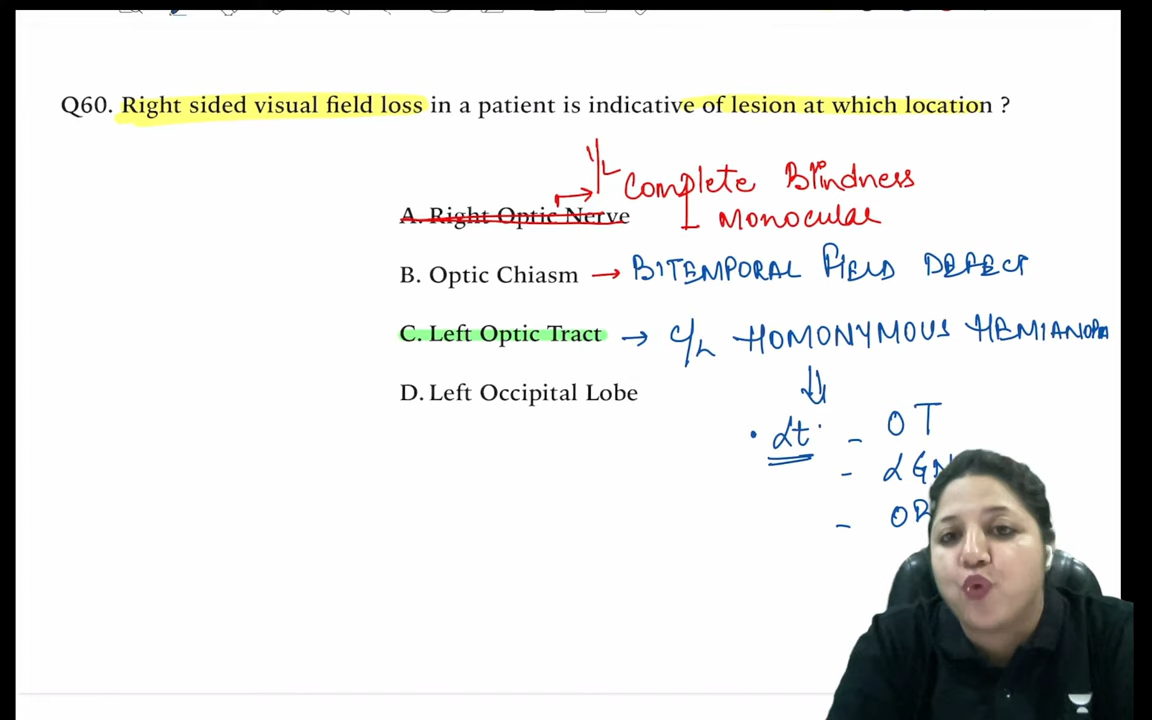 Q60. Right sided visual field loss in a patient is indicative of lesion at which location ?
I/L Complete Blindness
A. Right Optic Nerve
Monocular
B. Optic Chiasm → BITEMPORAL FIELD DEFECT
C. Left Optic Tract → C/L HOMONYMOUS HEMIANOPIA
D. Left Occipital Lobe
Lt - OT
- LGN
- OR